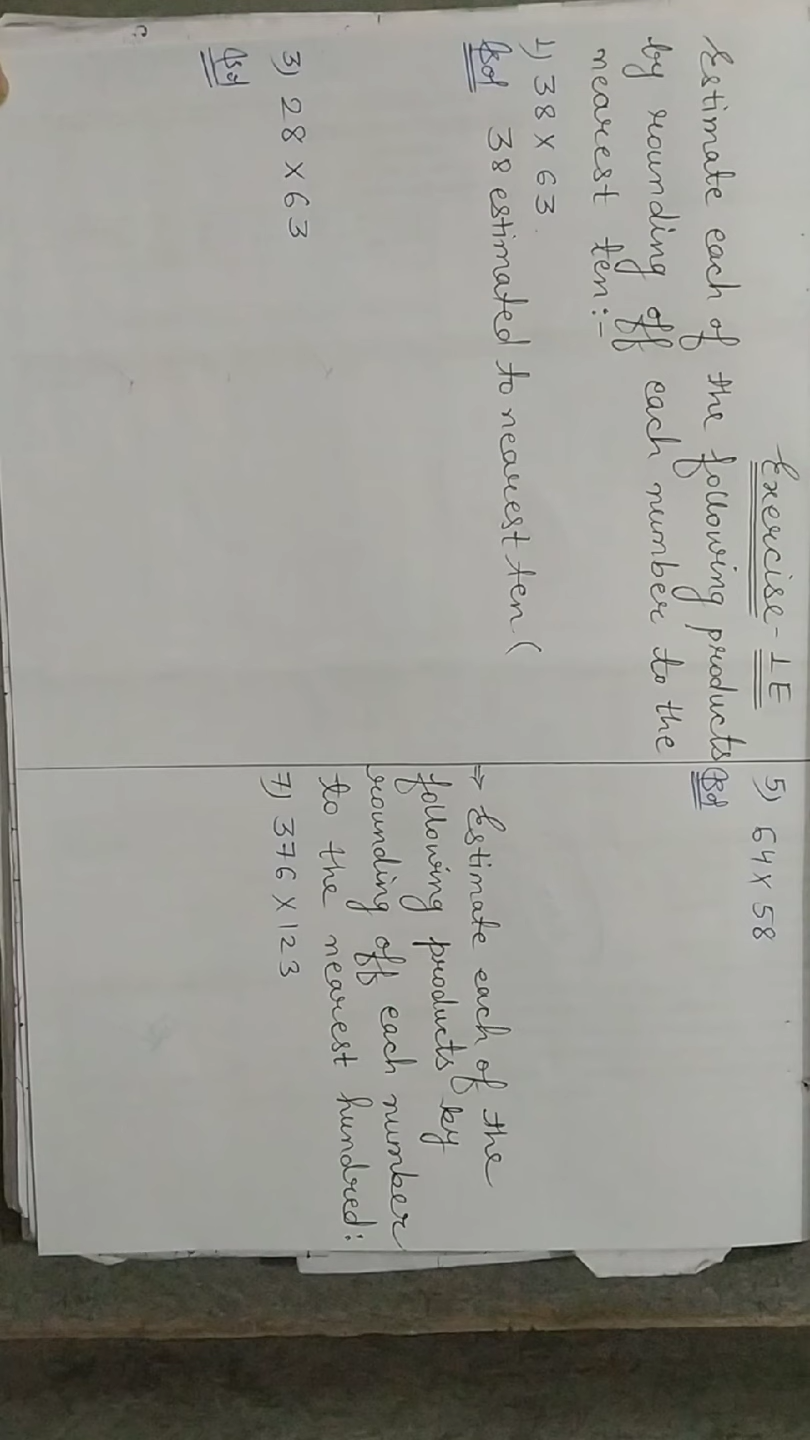 Exercise - 1E
Estimate each of the following products
by rounding off each number to the
nearest ten:-
1) 38 x 63.
Sol 38 estimated to nearest ten (
3) 28 x 63
Sol
5) 64 x 58
Sol
⇒ Estimate each of the
following products by
rounding off each number
to the nearest hundred:
7) 376 x 123